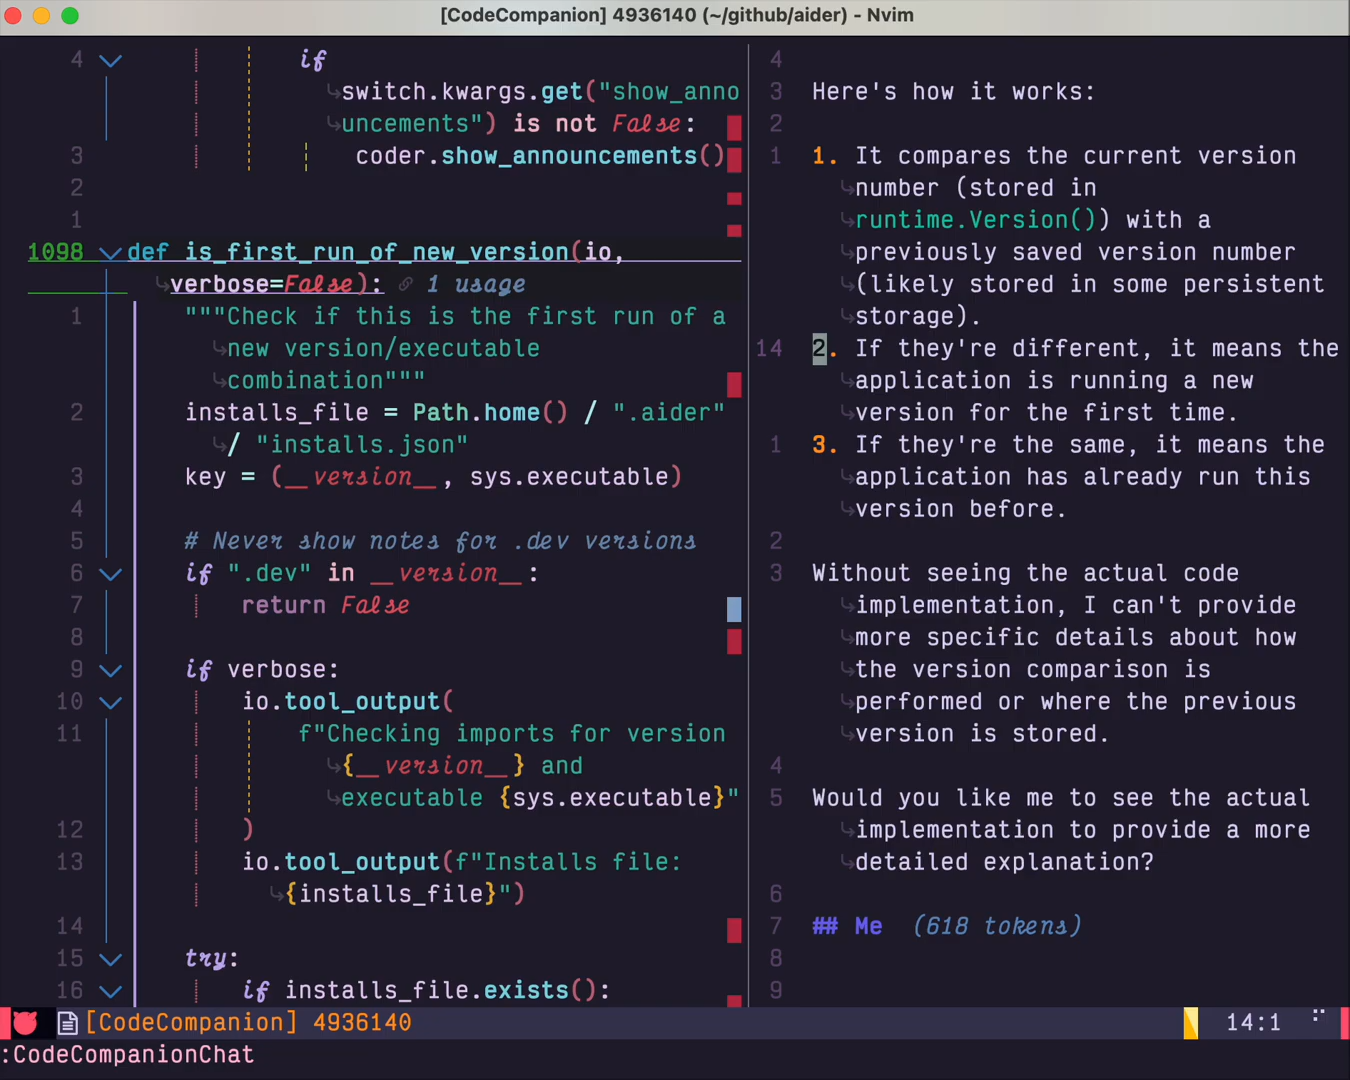 [CodeCompanion] 4936140 (~/github/aider) - Nvim
4 if
switch.kwargs.get("show_anno
uncements") is not False:
3 coder.show_announcements()
2
1
1098 def is_first_run_of_new_version(io,
verbose=False): 1 usage
1 """Check if this is the first run of a
new version/executable
combination"""
2 installs_file = Path.home() / ".aider"
/ "installs.json"
3 key = (__version__, sys.executable)
4
5 # Never show notes for .dev versions
6 if ".dev" in __version__:
7 return False
8
9 if verbose:
10 io.tool_output(
11 f"Checking imports for version
{__version__} and
executable {sys.executable}"
12 )
13 io.tool_output(f"Installs file:
{installs_file}")
14
15 try:
16 if installs_file.exists():
4
3 Here's how it works:
2
1 1. It compares the current version
number (stored in
runtime.Version()) with a
previously saved version number
(likely stored in some persistent
storage).
14 2. If they're different, it means the
application is running a new
version for the first time.
1 3. If they're the same, it means the
application has already run this
version before.
2
3 Without seeing the actual code
implementation, I can't provide
more specific details about how
the version comparison is
performed or where the previous
version is stored.
4
5 Would you like me to see the actual
implementation to provide a more
detailed explanation?
6
7 ## Me (618 tokens)
8
9
[CodeCompanion] 4936140 14:1
:CodeCompanionChat